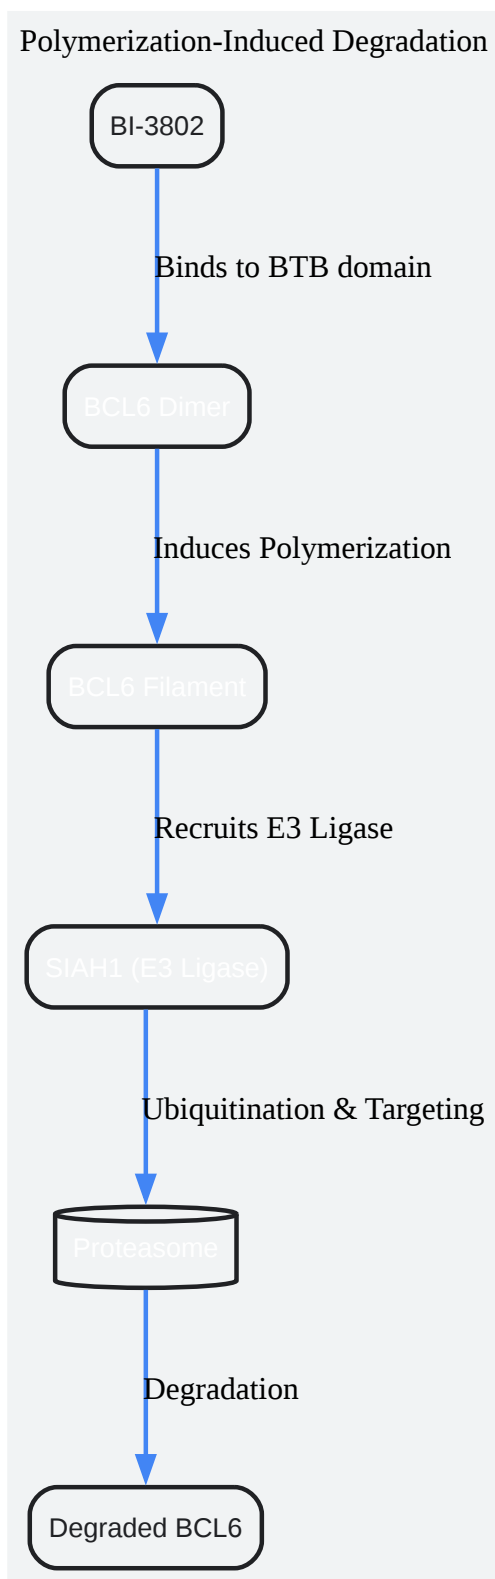 Polymerization-Induced Degradation
BI-3802
Binds to BTB domain
BCL6 Dimer
Induces Polymerization
BCL6 Filament
Recruits E3 Ligase
SIAH1 (E3 Ligase)
Ubiquitination & Targeting
Proteasome
Degradation
Degraded BCL6